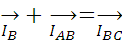 →/I_B + →/I_AB = →/I_BC